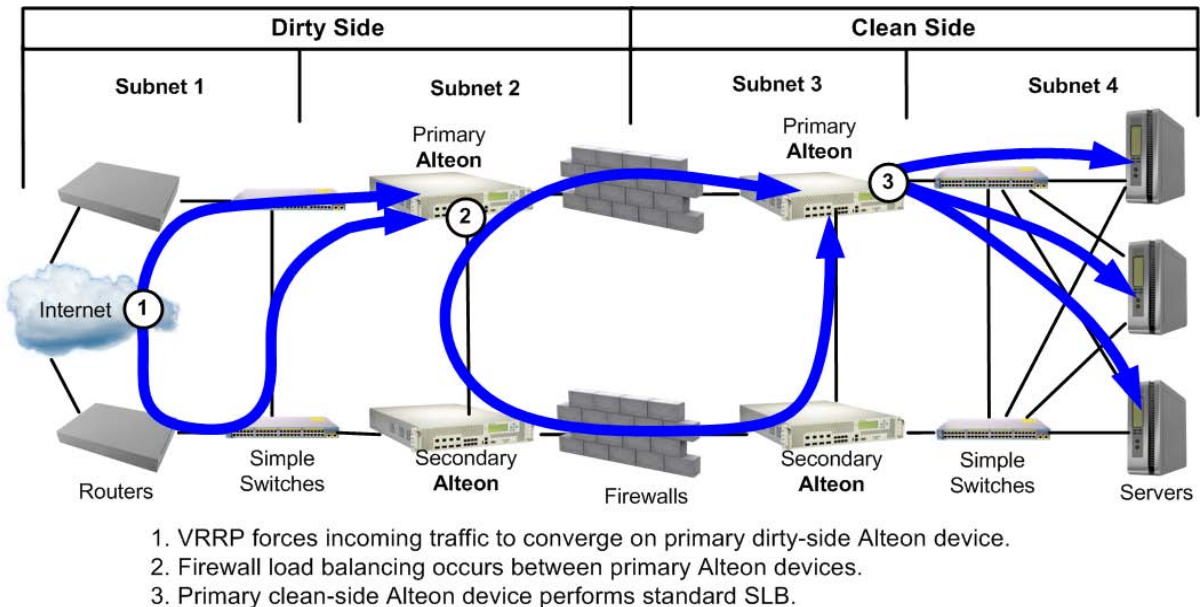 Dirty Side
Clean Side
Subnet 1
Subnet 2
Subnet 3
Subnet 4
Primary
Alteon
Primary
Alteon
2
3
Internet
1
Routers
Simple
Switches
Secondary
Alteon
Firewalls
Secondary
Alteon
Simple
Switches
Servers
1. VRRP forces incoming traffic to converge on primary dirty-side Alteon device.
2. Firewall load balancing occurs between primary Alteon devices.
3. Primary clean-side Alteon device performs standard SLB.